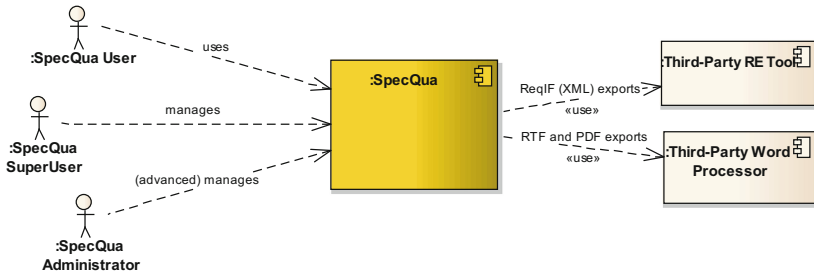 :SpecQua User
uses
:SpecQua
SuperUser
manages
:SpecQua
Administrator
(advanced) manages
:SpecQua
ReqIF (XML) exports
«use»
:Third-Party RE Tool
RTF and PDF exports
«use»
:Third-Party Word
Processor